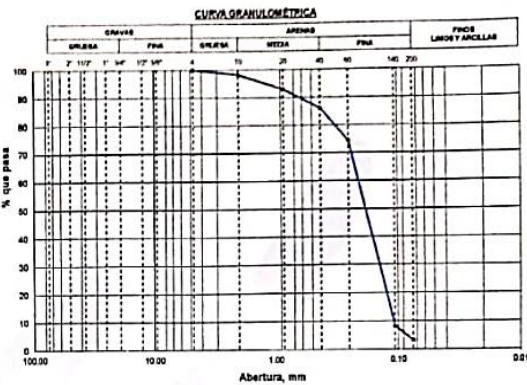 CURVA GRANULOMÉTRICA
GRAVAS ARENAS FINOS
LIMOS Y ARCILLAS
GRUESA FINA GRUESA MEDIA FINA
3" 2" 11/2" 1" 3/4" 1/2" 3/8" 4 10 20 40 60 140 200
100
90
80
70
60
50
40
30
20
10
0
% que pasa
100.00 10.00 1.00 0.10 0.01
Abertura, mm